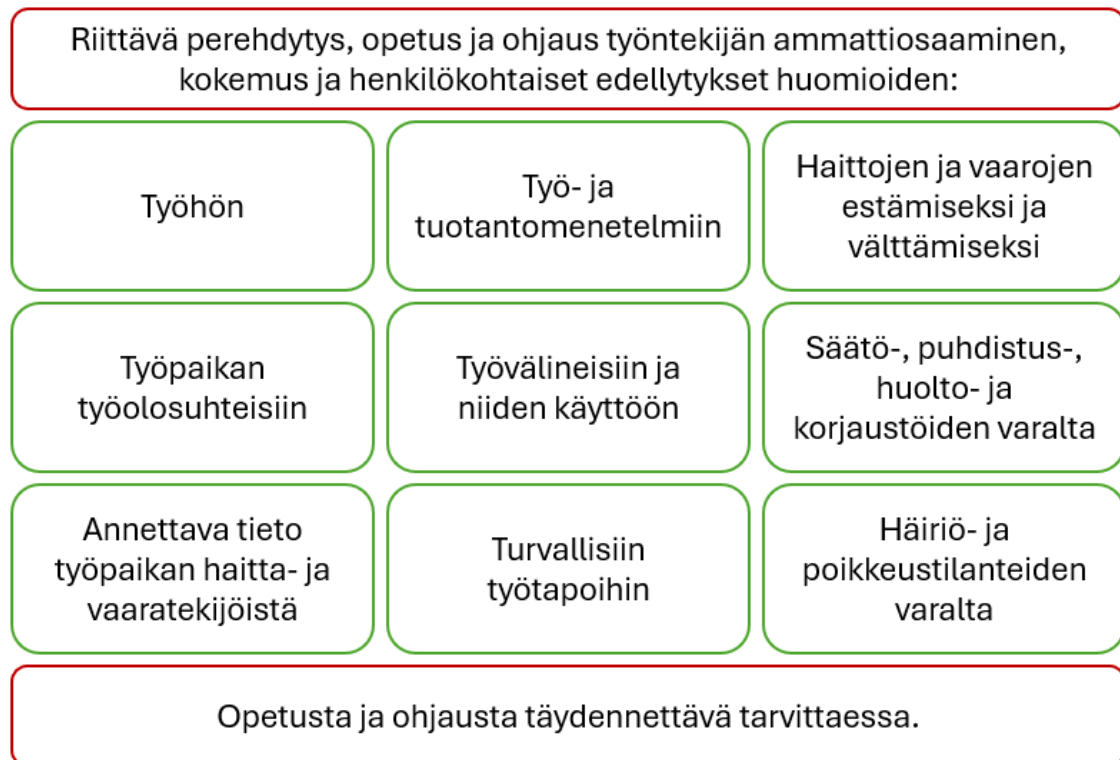 Riittävä perehdytys, opetus ja ohjaus työntekijän ammattiosaaminen,
kokemus ja henkilökohtaiset edellytykset huomioiden:
Työhön
Työ- ja
tuotantomenetelmiin
Haittojen ja vaarojen
estämiseksi ja
välttämiseksi
Työpaikan
työolosuhteisiin
Työvälineisiin ja
niiden käyttöön
Säätö-, puhdistus-,
huolto- ja
korjaustöiden varalta
Annettava tieto
työpaikan haitta- ja
vaaratekijöistä
Turvallisiin
työtapoihin
Häiriö- ja
poikkeustilanteiden
varalta
Opetusta ja ohjausta täydennettävä tarvittaessa.